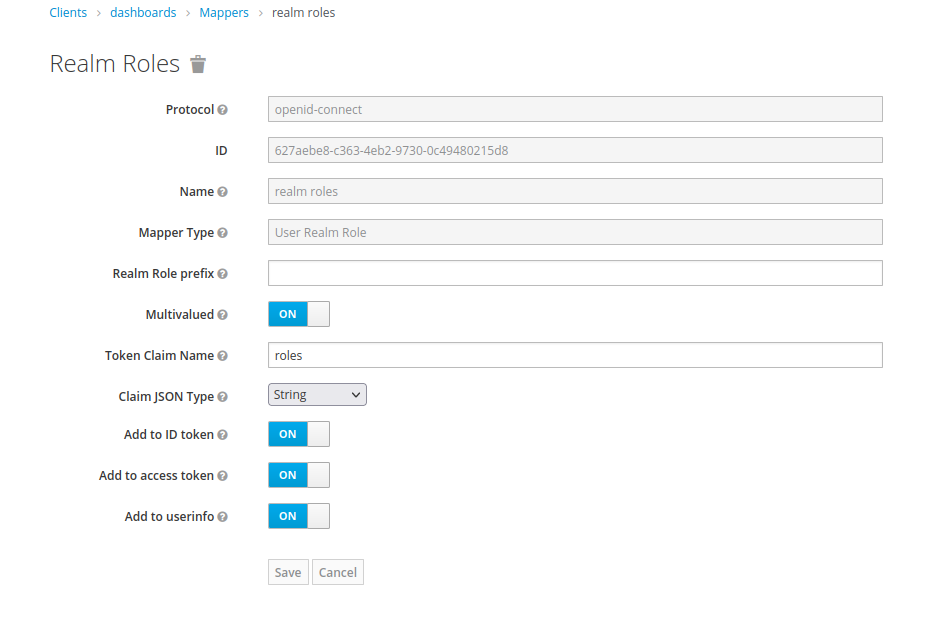 Clients › dashboards › Mappers › realm roles
Realm Roles
Protocol openid-connect
ID 627aebe8-c363-4eb2-9730-0c49480215d8
Name realm roles
Mapper Type User Realm Role
Realm Role prefix
Multivalued ON
Token Claim Name roles
Claim JSON Type String
Add to ID token ON
Add to access token ON
Add to userinfo ON
Save Cancel